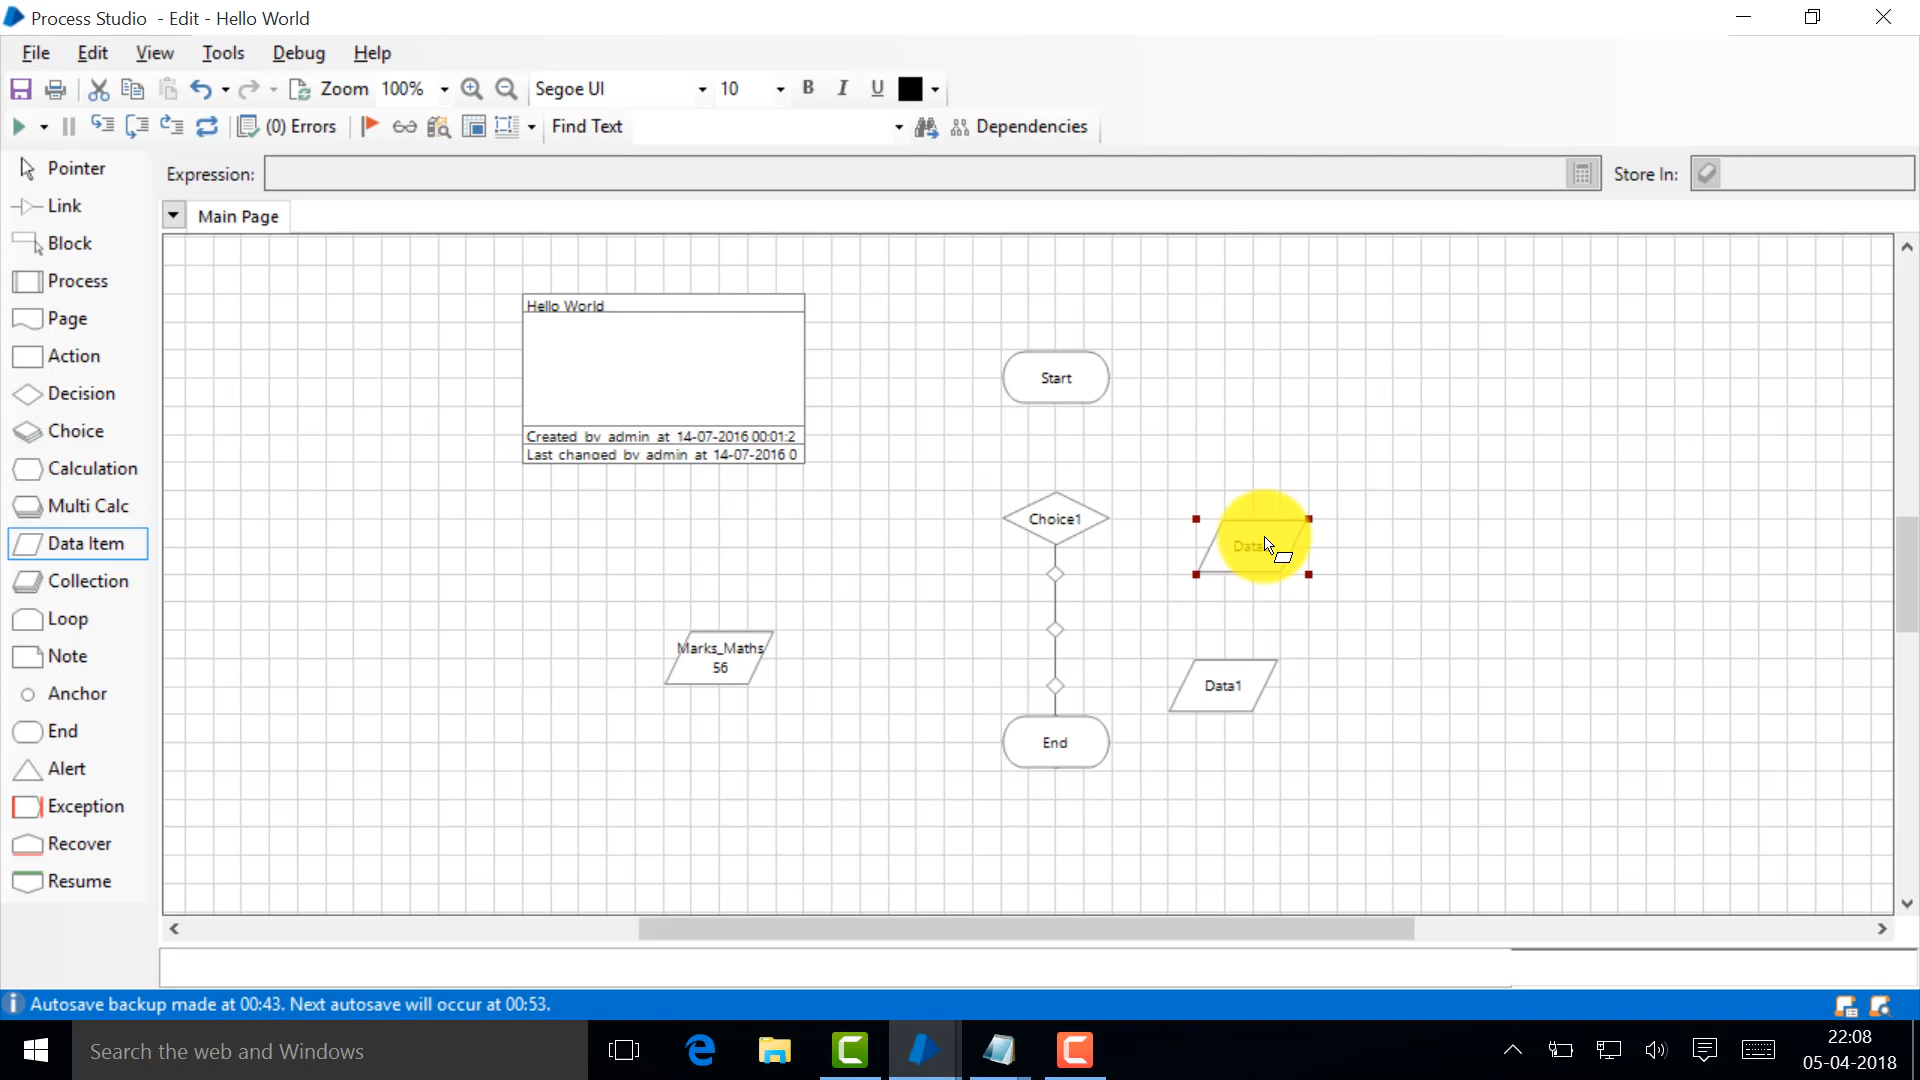 Process Studio - Edit - Hello World
File Edit View Tools Debug Help
Zoom 100% Segoe UI 10 B I U
(0) Errors Find Text Dependencies
Expression: Store In:
Main Page
Pointer
Link
Block
Process
Page
Action
Decision
Choice
Calculation
Multi Calc
Data Item
Collection
Loop
Note
Anchor
End
Alert
Exception
Recover
Resume
Hello World
Created by admin at 14-07-2016 00:01:2
Last changed by admin at 14-07-2016 0
Start
Choice1
Marks_Maths
56
Data1
End
Autosave backup made at 00:43. Next autosave will occur at 00:53.
Search the web and Windows
22:08
05-04-2018